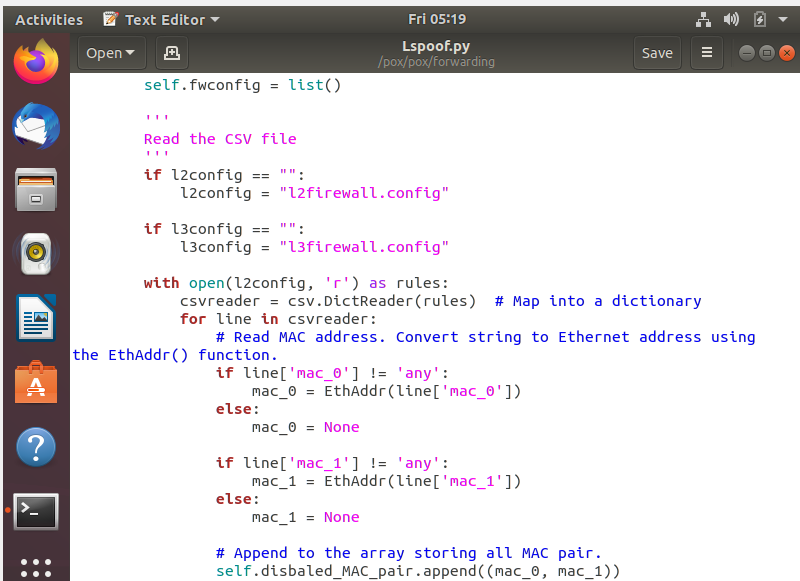 Activities Text Editor Fri 05:19
Open Lspoof.py Save
/pox/pox/forwarding
self.fwconfig = list()
'''
Read the CSV file
'''
if l2config == "":
l2config = "l2firewall.config"
if l3config == "":
l3config = "l3firewall.config"
with open(l2config, 'r') as rules:
csvreader = csv.DictReader(rules) # Map into a dictionary
for line in csvreader:
# Read MAC address. Convert string to Ethernet address using
the EthAddr() function.
if line['mac_0'] != 'any':
mac_0 = EthAddr(line['mac_0'])
else:
mac_0 = None
if line['mac_1'] != 'any':
mac_1 = EthAddr(line['mac_1'])
else:
mac_1 = None
# Append to the array storing all MAC pair.
self.disbaled_MAC_pair.append((mac_0, mac_1))